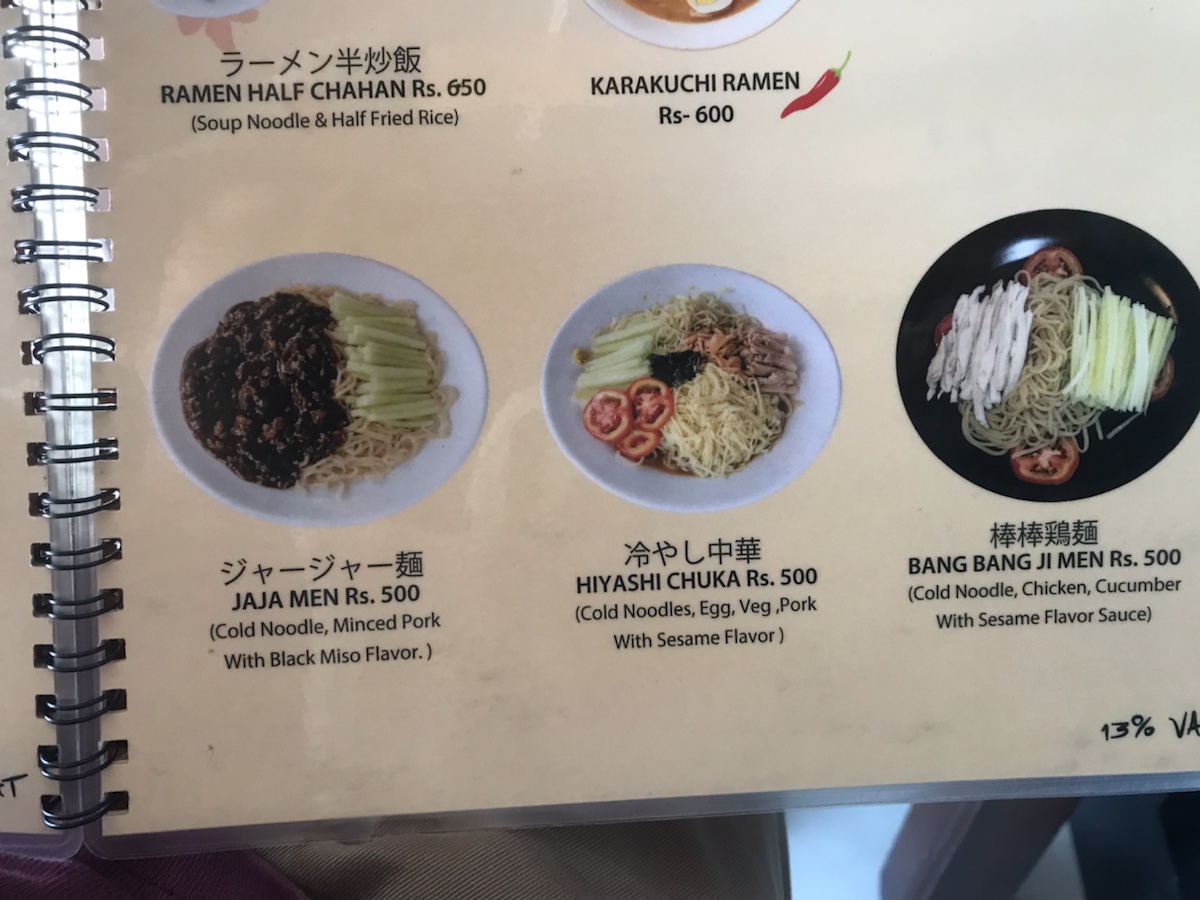 ラーメン半炒飯
RAMEN HALF CHAHAN Rs. 650
(Soup Noodle & Half Fried Rice)
KARAKUCHI RAMEN
Rs- 600
ジャージャー麺
JAJA MEN Rs. 500
(Cold Noodle, Minced Pork
With Black Miso Flavor. )
冷やし中華
HIYASHI CHUKA Rs. 500
(Cold Noodles, Egg, Veg ,Pork
With Sesame Flavor )
棒棒鶏麺
BANG BANG JI MEN Rs. 500
(Cold Noodle, Chicken, Cucumber
With Sesame Flavor Sauce)
13%